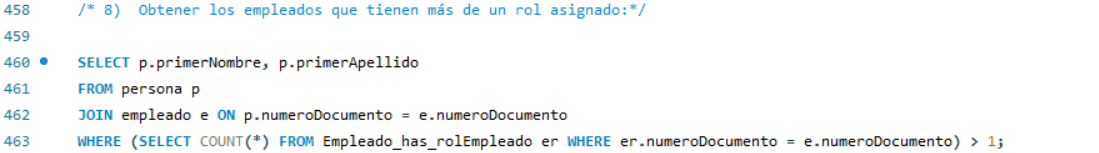 458 /* 8) Obtener los empleados que tienen más de un rol asignado:*/
459
460 SELECT p.primerNombre, p.primerApellido
461 FROM persona p
462 JOIN empleado e ON p.numeroDocumento = e.numeroDocumento
463 WHERE (SELECT COUNT(*) FROM Empleado_has_rolEmpleado er WHERE er.numeroDocumento = e.numeroDocumento) > 1;